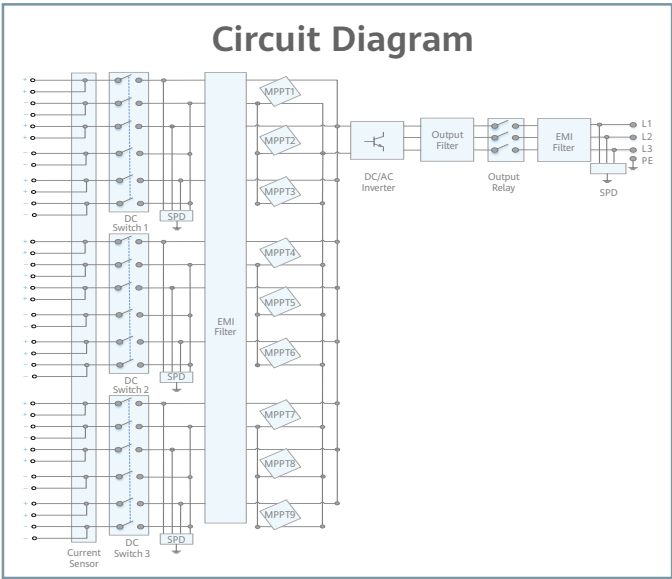 Circuit Diagram
MPPT1
MPPT2
MPPT3
MPPT4
MPPT5
MPPT6
MPPT7
MPPT8
MPPT9
DC
Switch 1
SPD
DC
Switch 2
SPD
DC
Switch 3
SPD
Current
Sensor
EMI
Filter
DC/AC
Inverter
Output
Filter
Output
Relay
EMI
Filter
SPD
L1
L2
L3
PE